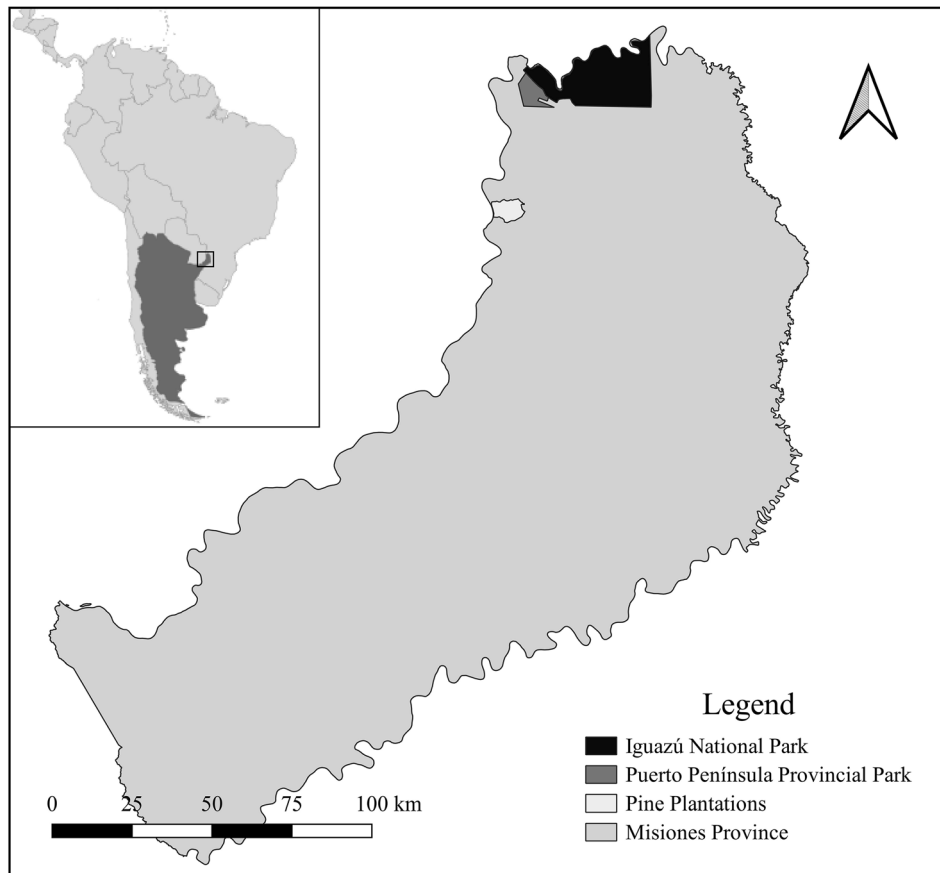 Legend
Iguazú National Park
Puerto Península Provincial Park
Pine Plantations
Misiones Province
0 25 50 75 100 km